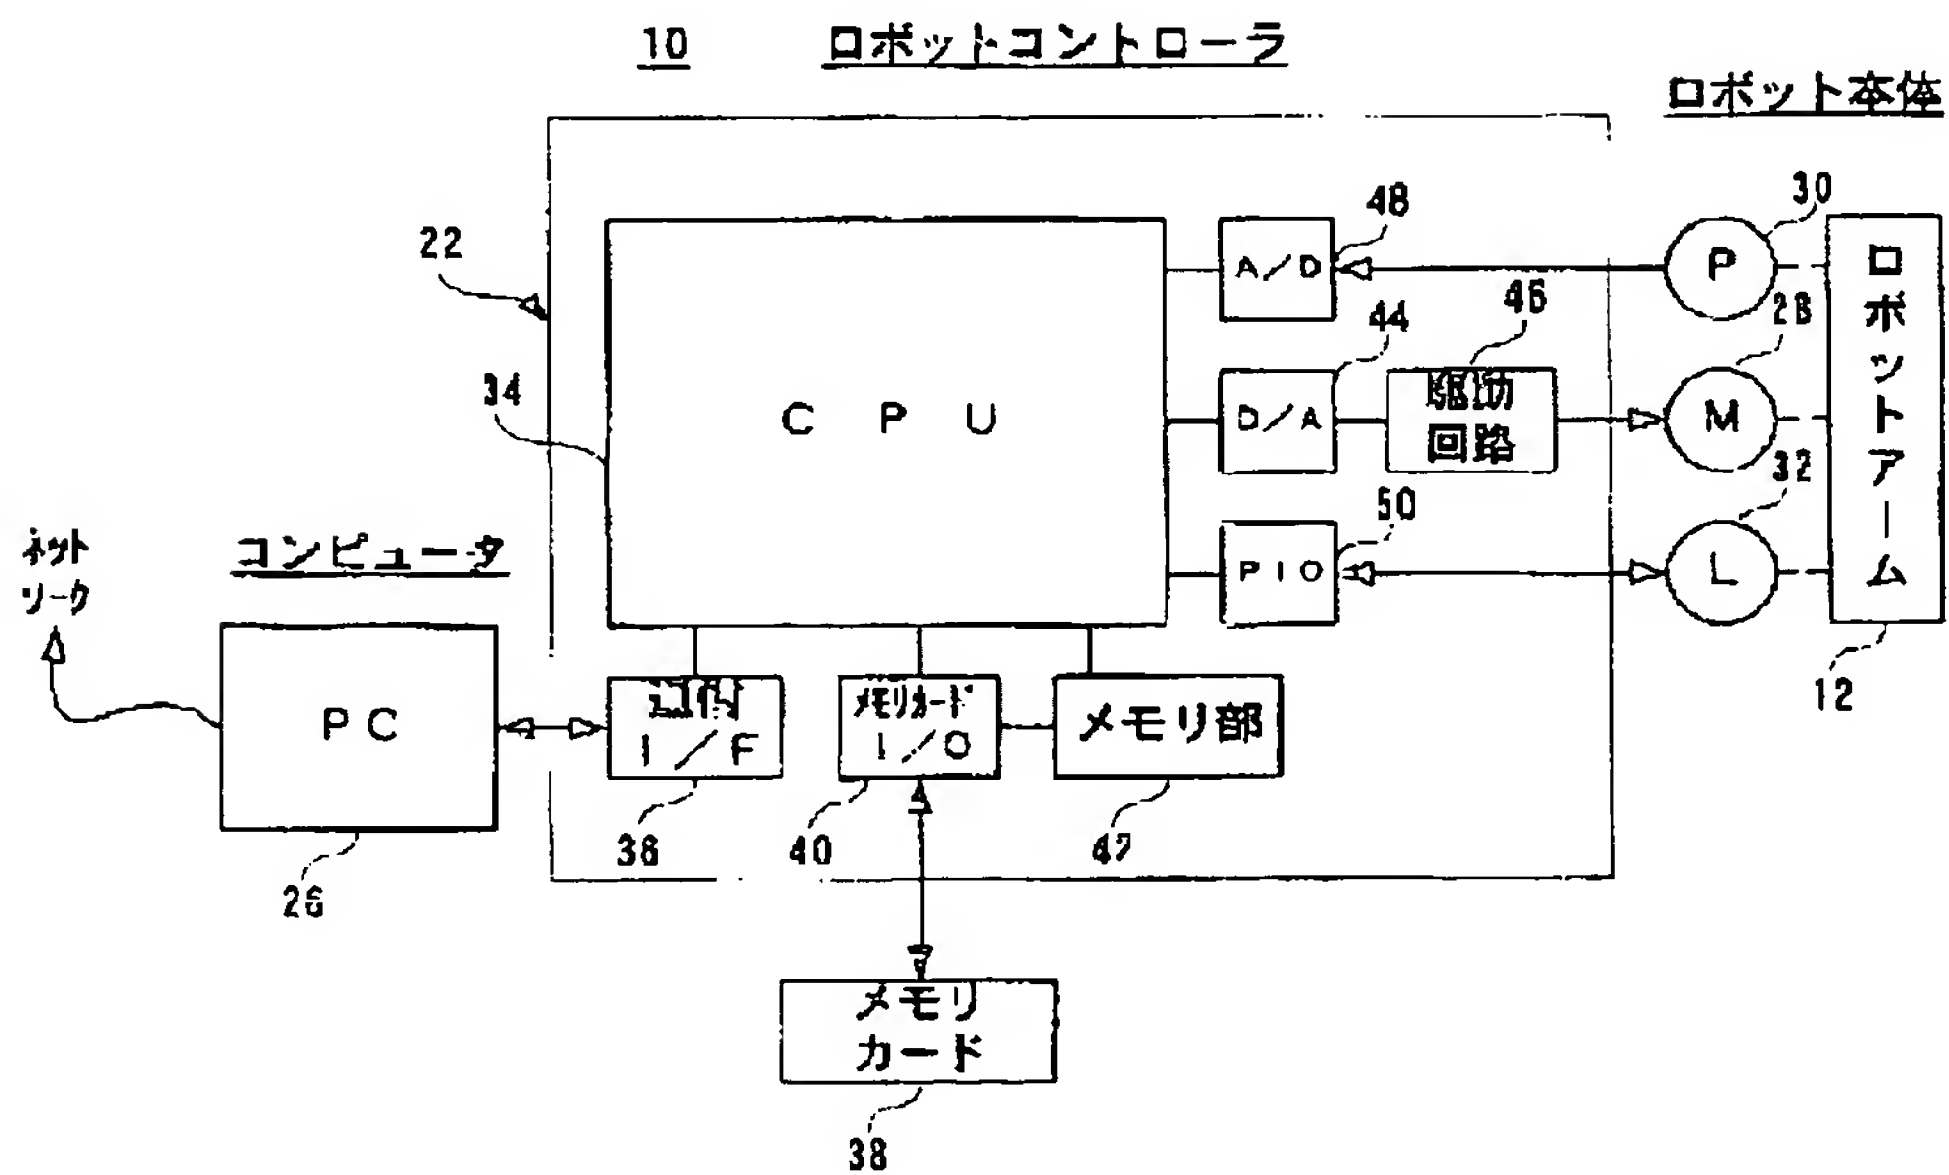 10
ロボットコントローラ
ロボット本体
22
34
CPU
A/D
48
D/A
44
駆動
回路
46
PIO
50
P
30
M
28
L
32
ロボットアーム
12
ネット
ワーク
コンピュータ
PC
26
I/F
36
メモリカード
I/O
40
メモリ部
42
メモリ
カード
38